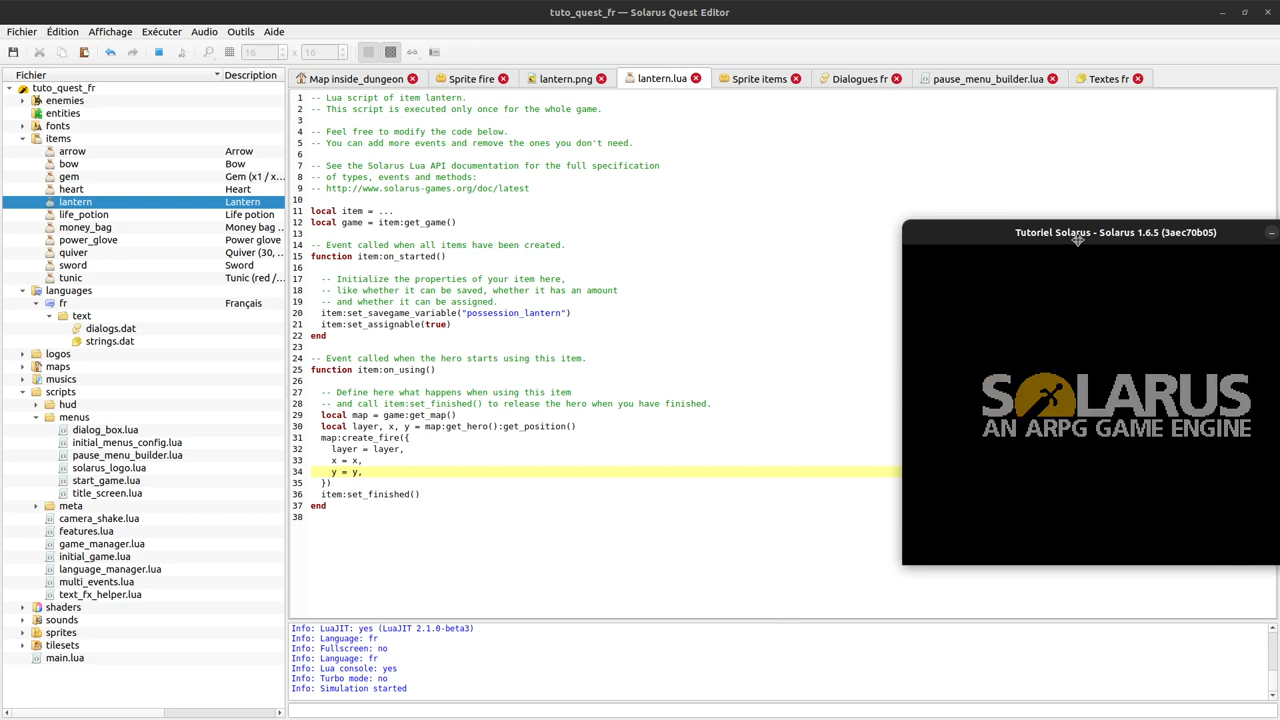 tuto_quest_fr — Solarus Quest Editor
Fichier Édition Affichage Exécuter Audio Outils Aide
16 x 16
Fichier Description
tuto_quest_fr
enemies
entities
fonts
items
arrow Arrow
bow Bow
gem Gem (x1 / x...
heart Heart
lantern Lantern
life_potion Life potion
money_bag Money bag ...
power_glove Power glove
quiver Quiver (30, ...
sword Sword
tunic Tunic (red /...
languages
fr Français
text
dialogs.dat
strings.dat
logos
maps
musics
scripts
hud
menus
dialog_box.lua
initial_menus_config.lua
pause_menu_builder.lua
solarus_logo.lua
start_game.lua
title_screen.lua
meta
camera_shake.lua
features.lua
game_manager.lua
initial_game.lua
language_manager.lua
multi_events.lua
text_fx_helper.lua
shaders
sounds
sprites
tilesets
main.lua
Map inside_dungeon Sprite fire lantern.png lantern.lua Sprite items Dialogues fr pause_menu_builder.lua Textes fr
1 -- Lua script of item lantern.
2 -- This script is executed only once for the whole game.
3
4 -- Feel free to modify the code below.
5 -- You can add more events and remove the ones you don't need.
6
7 -- See the Solarus Lua API documentation for the full specification
8 -- of types, events and methods:
9 -- http://www.solarus-games.org/doc/latest
10
11 local item = ...
12 local game = item:get_game()
13
14 -- Event called when all items have been created.
15 function item:on_started()
16
17 -- Initialize the properties of your item here,
18 -- like whether it can be saved, whether it has an amount
19 -- and whether it can be assigned.
20 item:set_savegame_variable("possession_lantern")
21 item:set_assignable(true)
22 end
23
24 -- Event called when the hero starts using this item.
25 function item:on_using()
26
27 -- Define here what happens when using this item
28 -- and call item:set_finished() to release the hero when you have finished.
29 local map = game:get_map()
30 local layer, x, y = map:get_hero():get_position()
31 map:create_fire({
32 layer = layer,
33 x = x,
34 y = y,
35 })
36 item:set_finished()
37 end
38
Tutoriel Solarus - Solarus 1.6.5 (3aec70b05)
SOLARUS
AN ARPG GAME ENGINE
Info: LuaJIT: yes (LuaJIT 2.1.0-beta3)
Info: Language: fr
Info: Fullscreen: no
Info: Language: fr
Info: Lua console: yes
Info: Turbo mode: no
Info: Simulation started